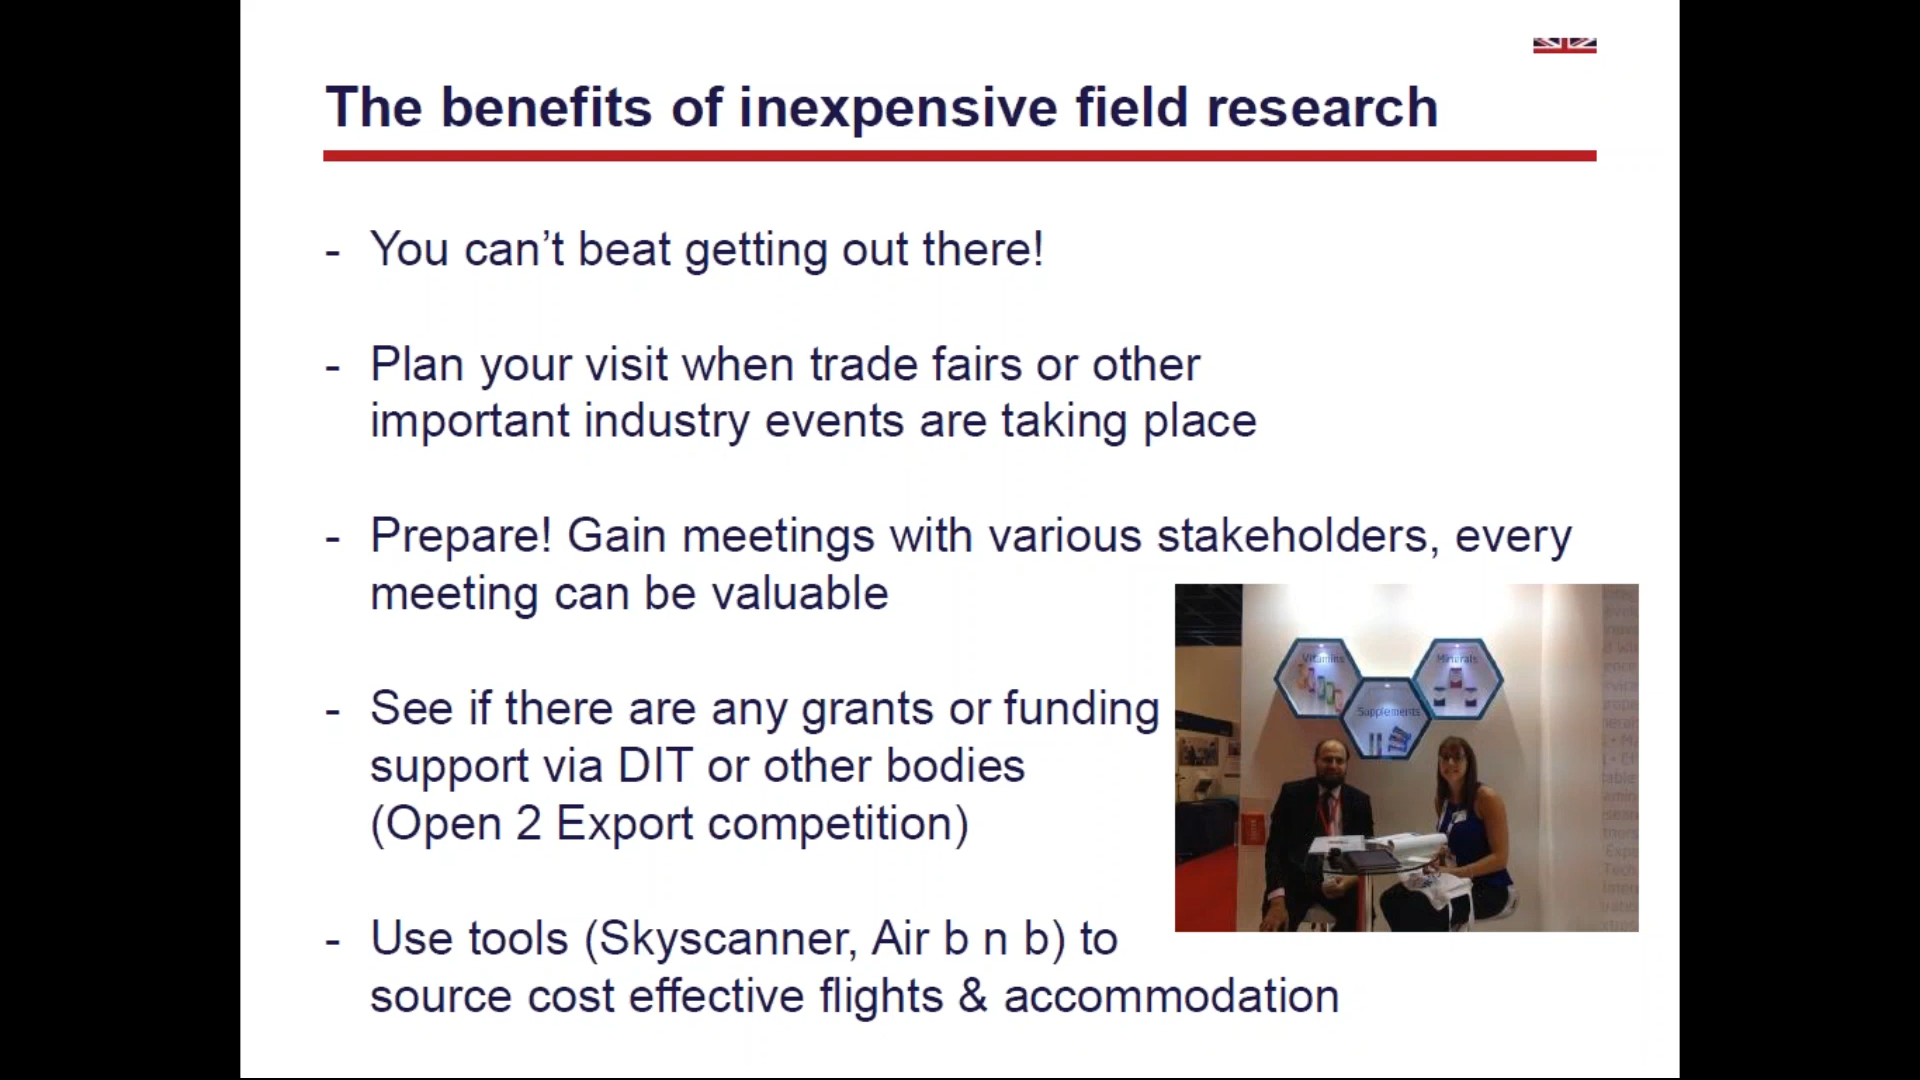 The benefits of inexpensive field research
- You can’t beat getting out there!
- Plan your visit when trade fairs or other
important industry events are taking place
- Prepare! Gain meetings with various stakeholders, every
meeting can be valuable
- See if there are any grants or funding
support via DIT or other bodies
(Open 2 Export competition)
- Use tools (Skyscanner, Air b n b) to
source cost effective flights & accommodation
Vitamins
Minerals
Supplements